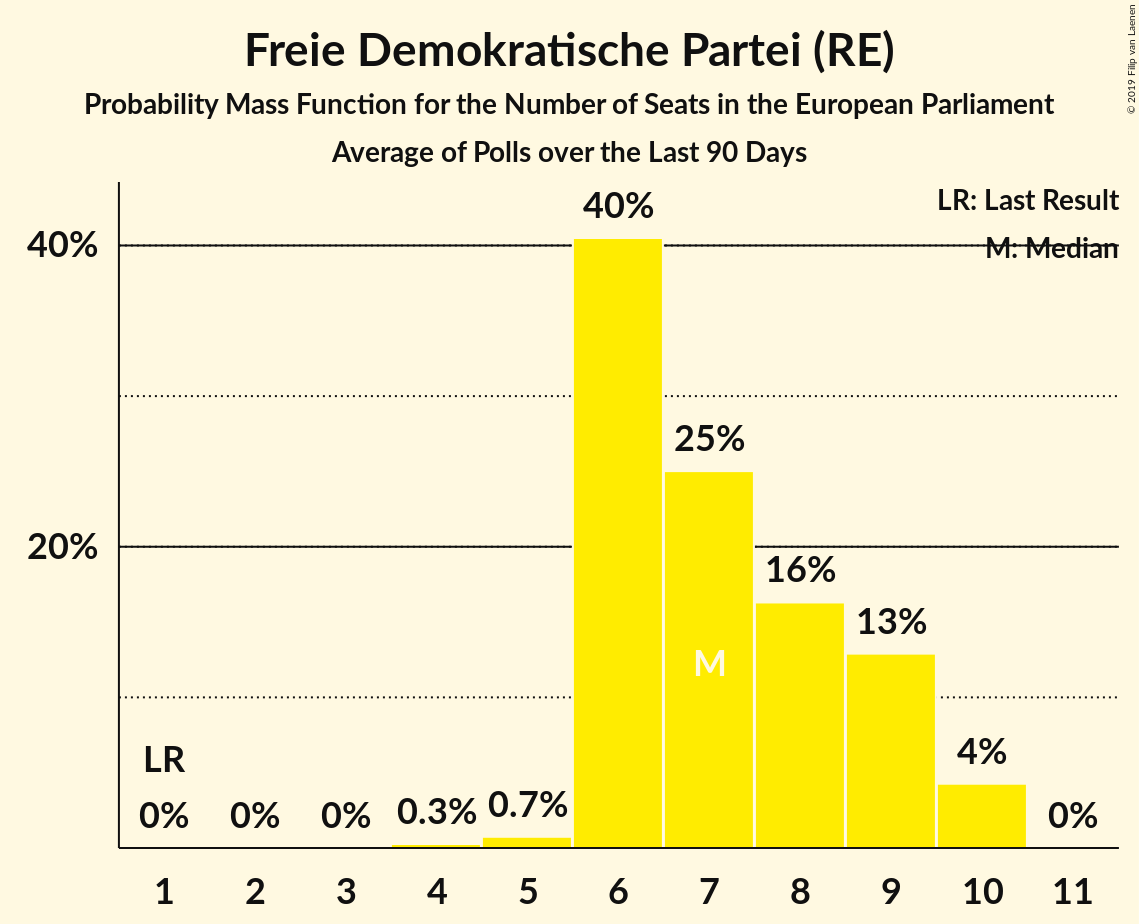 Freie Demokratische Partei (RE)
Probability Mass Function for the Number of Seats in the European Parliament
Average of Polls over the Last 90 Days
© 2019 Filip van Laenen
LR: Last Result
M: Median
40%
20%
40%
25%
16%
13%
M
LR
0%
0%
0%
0.3%
0.7%
4%
0%
1 2 3 4 5 6 7 8 9 10 11